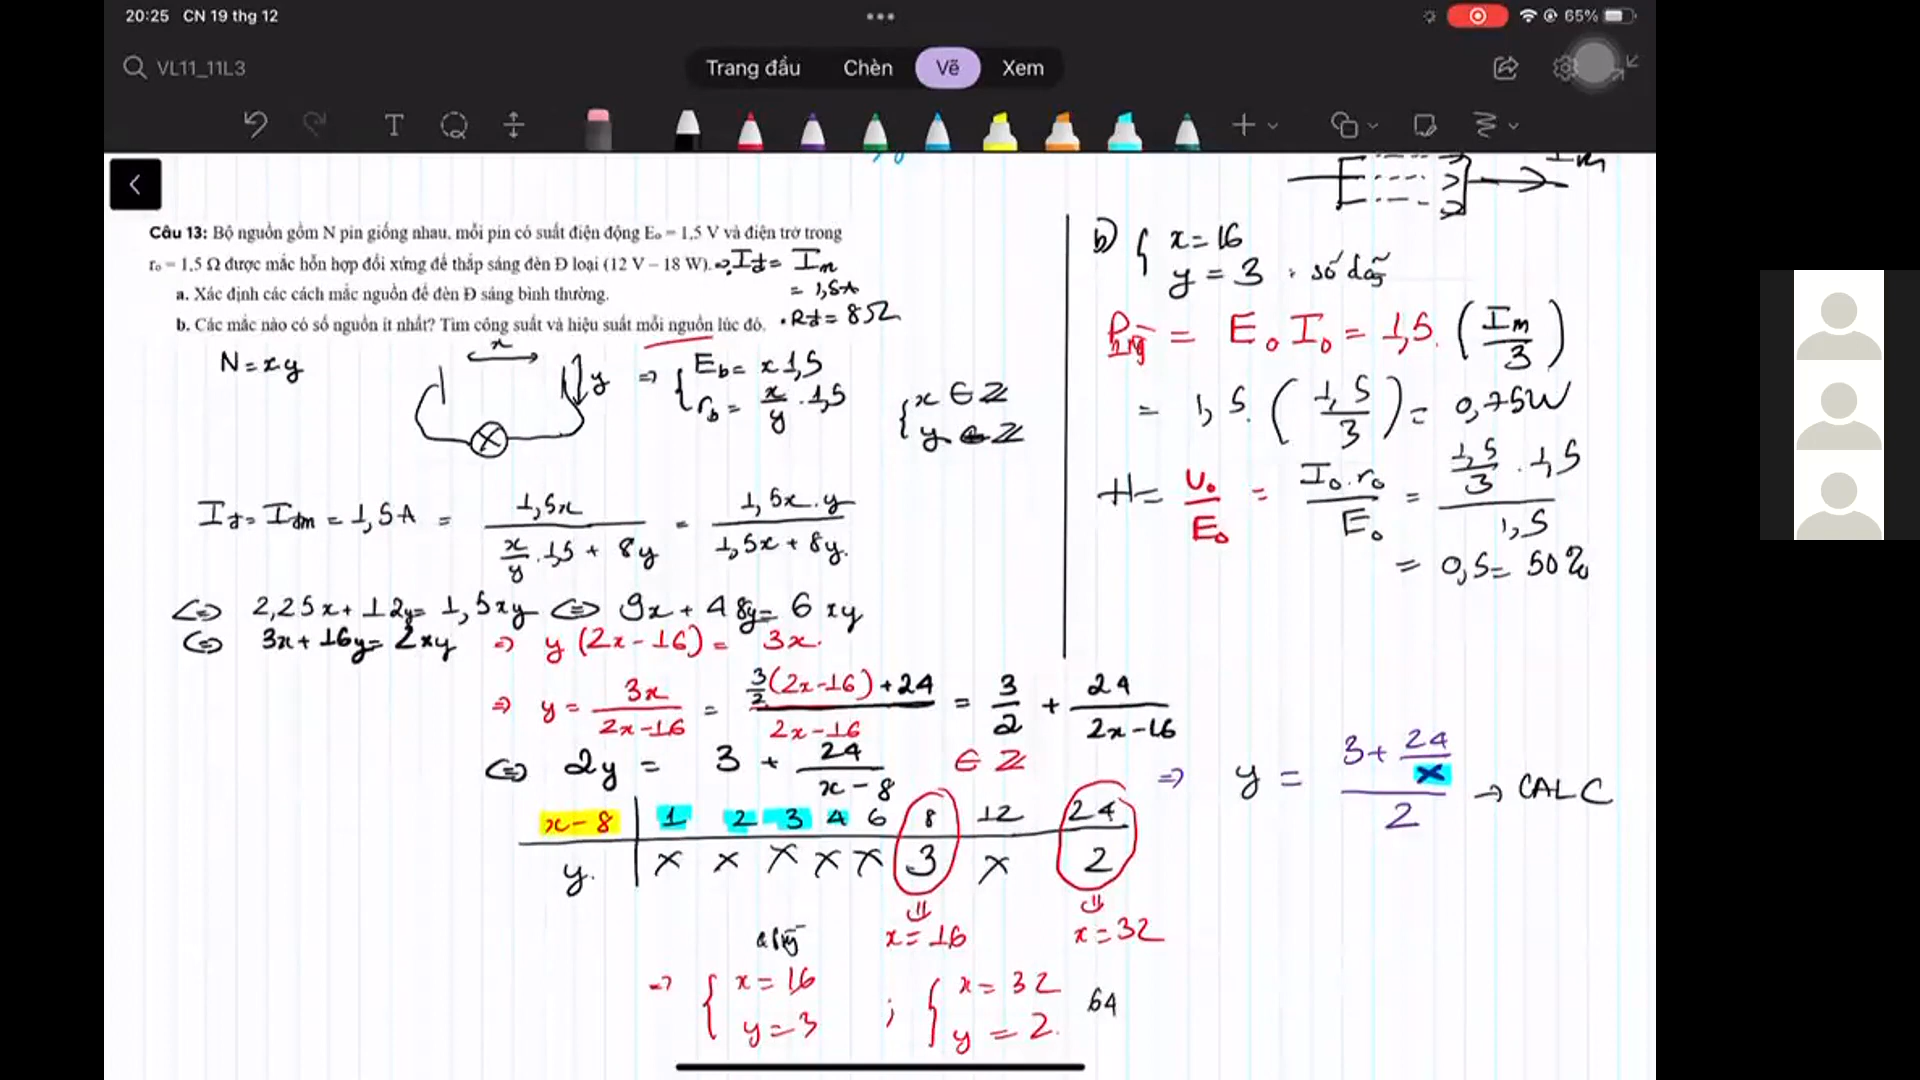 20:25 CN 19 thg 12
65%
VL11_11L3
Trang đầu Chèn Vẽ Xem
Câu 13: Bộ nguồn gồm N pin giống nhau, mỗi pin có suất điện động E₀ = 1,5 V và điện trở trong
r₀ = 1,5 Ω được mắc hỗn hợp đối xứng để thắp sáng đèn Đ loại (12 V – 18 W). → Iđ = Im
= 1,5A
a. Xác định các cách mắc nguồn để đèn Đ sáng bình thường.
b. Các mắc nào có số nguồn ít nhất? Tìm công suất và hiệu suất mỗi nguồn lúc đó. • Rđ = 8Ω
N = xy
x
y
⇒ { Eb = x 1,5
rb = x/y . 1,5
{ x ∈ Z
y ∈ Z
Iđ = Iđm = 1,5A = 1,5x / (x/y . 1,5 + 8y) = 1,5x.y / (1,5x + 8y.)
⇔ 2,25x + 12y = 1,5xy ⇔ 9x + 48y = 6xy
⇔ 3x + 16y = 2xy ⇒ y (2x - 16) = 3x.
⇒ y = 3x / (2x - 16) = (3/2 (2x - 16) + 24) / (2x - 16) = 3/2 + 24 / (2x - 16)
⇔ 2y = 3 + 24 / (x - 8) ∈ Z
⇒ y = (3 + 24/x) / 2 → CALC
x - 8 | 1 2 3 4 6 8 12 24
y. | x x x x x 3 x 2
x = 16 x = 32
⇒ { x = 16
y = 3
; { x = 32
y = 2.
64
Im
b) { x = 16
y = 3 : số dãy
P 1ng = E₀ I₀ = 1,5. (Im / 3)
= 1,5. (1,5 / 3) = 0,75W
H = U₀ / E₀ = I₀.r₀ / E₀ = (1,5/3 . 1,5) / 1,5
= 0,5 = 50%